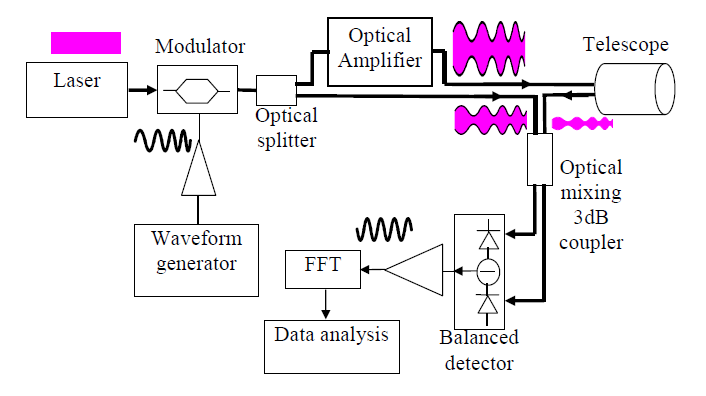 Laser
Modulator
Optical
splitter
Optical
Amplifier
Telescope
Optical
mixing
3dB
coupler
Waveform
generator
FFT
Data analysis
Balanced
detector